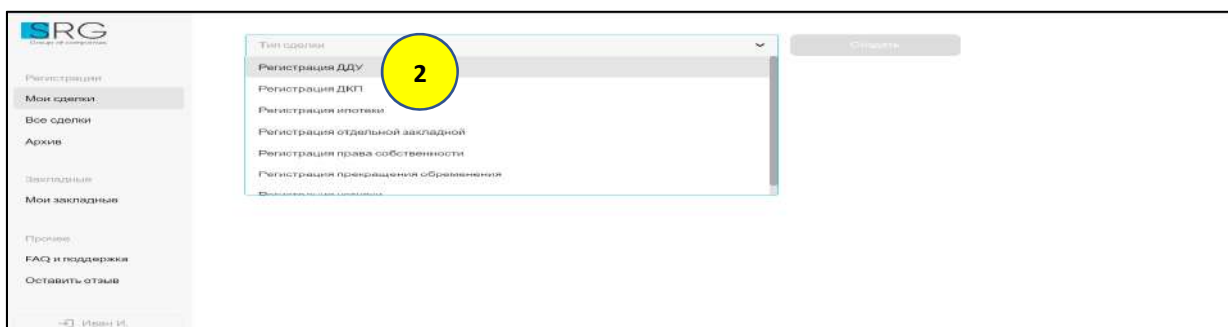 SRG
Group of companies
Тип сделки
Создать
Регистрация ДДУ
2
Регистрация ДКП
Регистрация ипотеки
Регистрация отдельной закладной
Регистрация права собственности
Регистрация прекращения обременения
Регистрации
Мои сделки
Все сделки
Архив
Закладные
Мои закладные
Прочее
FAQ и поддержка
Оставить отзыв
Иван И.